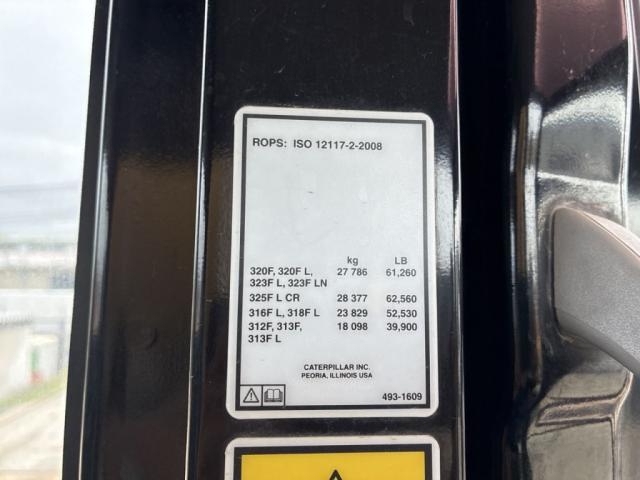 ROPS: ISO 12117-2-2008
kg LB
320F, 320F L, 27 786 61,260
323F L, 323F LN
325F L CR 28 377 62,560
316F L, 318F L 23 829 52,530
312F, 313F, 18 098 39,900
313F L
CATERPILLAR INC.
PEORIA, ILLINOIS USA
493-1609